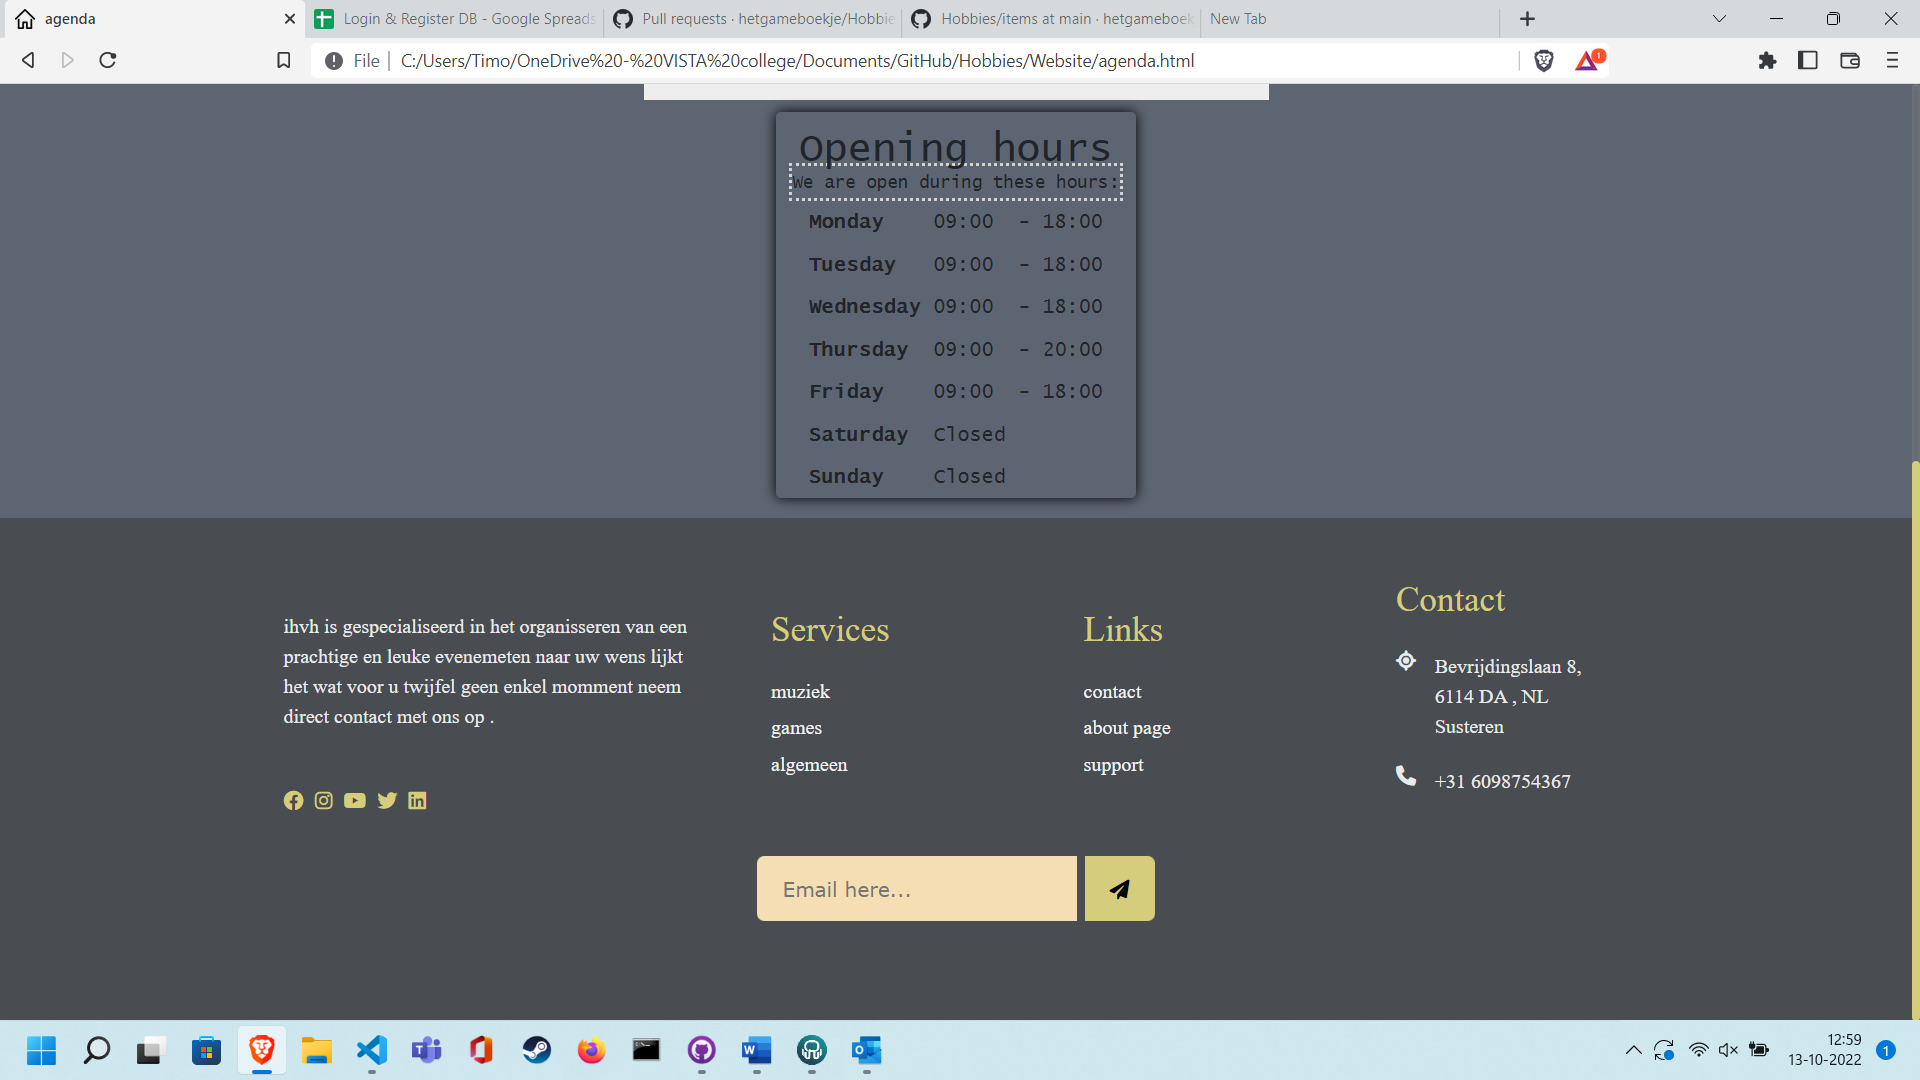 agenda
Login & Register DB - Google Spreads
Pull requests · hetgameboekje/Hobbie
Hobbies/items at main · hetgameboek
New Tab
File
C:/Users/Timo/OneDrive%20-%20VISTA%20college/Documents/GitHub/Hobbies/Website/agenda.html
1
Opening hours
We are open during these hours:
Monday 09:00 - 18:00
Tuesday 09:00 - 18:00
Wednesday 09:00 - 18:00
Thursday 09:00 - 20:00
Friday 09:00 - 18:00
Saturday Closed
Sunday Closed
ihvh is gespecialiseerd in het organisseren van een
prachtige en leuke evenemeten naar uw wens lijkt
het wat voor u twijfel geen enkel momment neem
direct contact met ons op .
Services
muziek
games
algemeen
Links
contact
about page
support
Contact
Bevrijdingslaan 8,
6114 DA , NL
Susteren
+31 6098754367
Email here...
12:59
13-10-2022
1